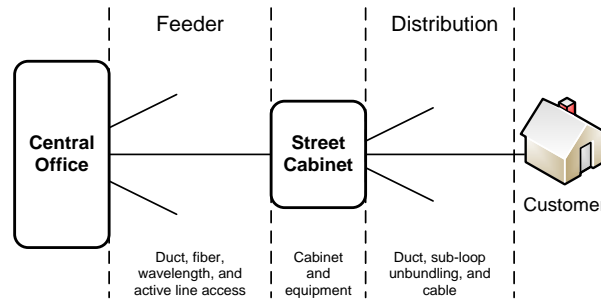 Feeder
Distribution
Central
Office
Street
Cabinet
Customer
Duct, fiber,
wavelength, and
active line access
Cabinet
and
equipment
Duct, sub-loop
unbundling, and
cable